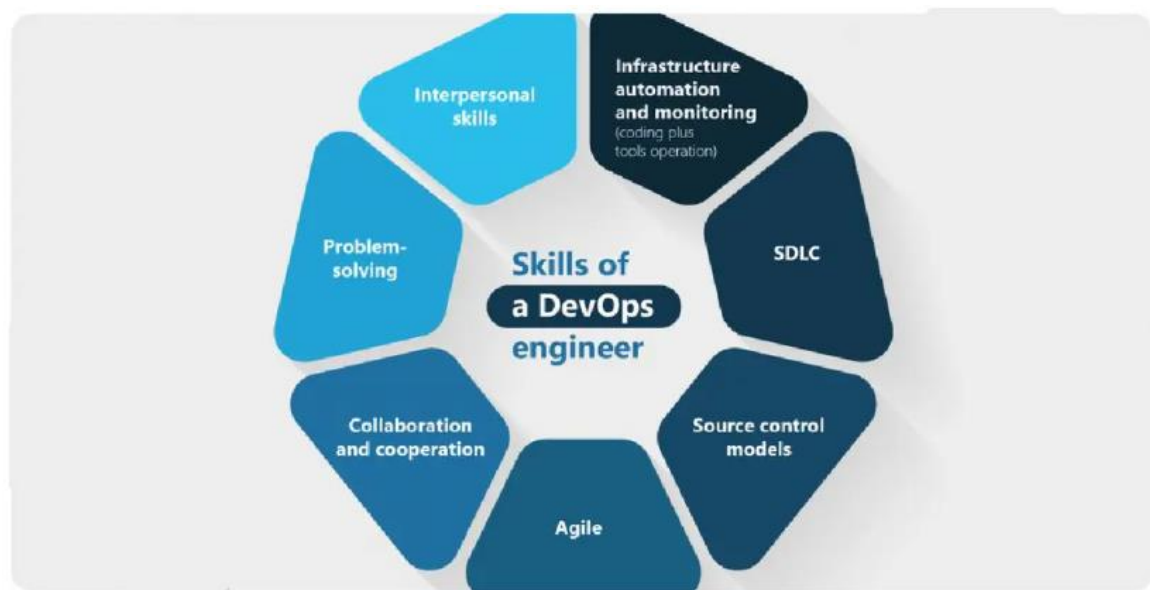 Skills of
a DevOps
engineer
Infrastructure
automation
and monitoring
(coding plus
tools operation)
SDLC
Source control
models
Agile
Collaboration
and cooperation
Problem-
solving
Interpersonal
skills